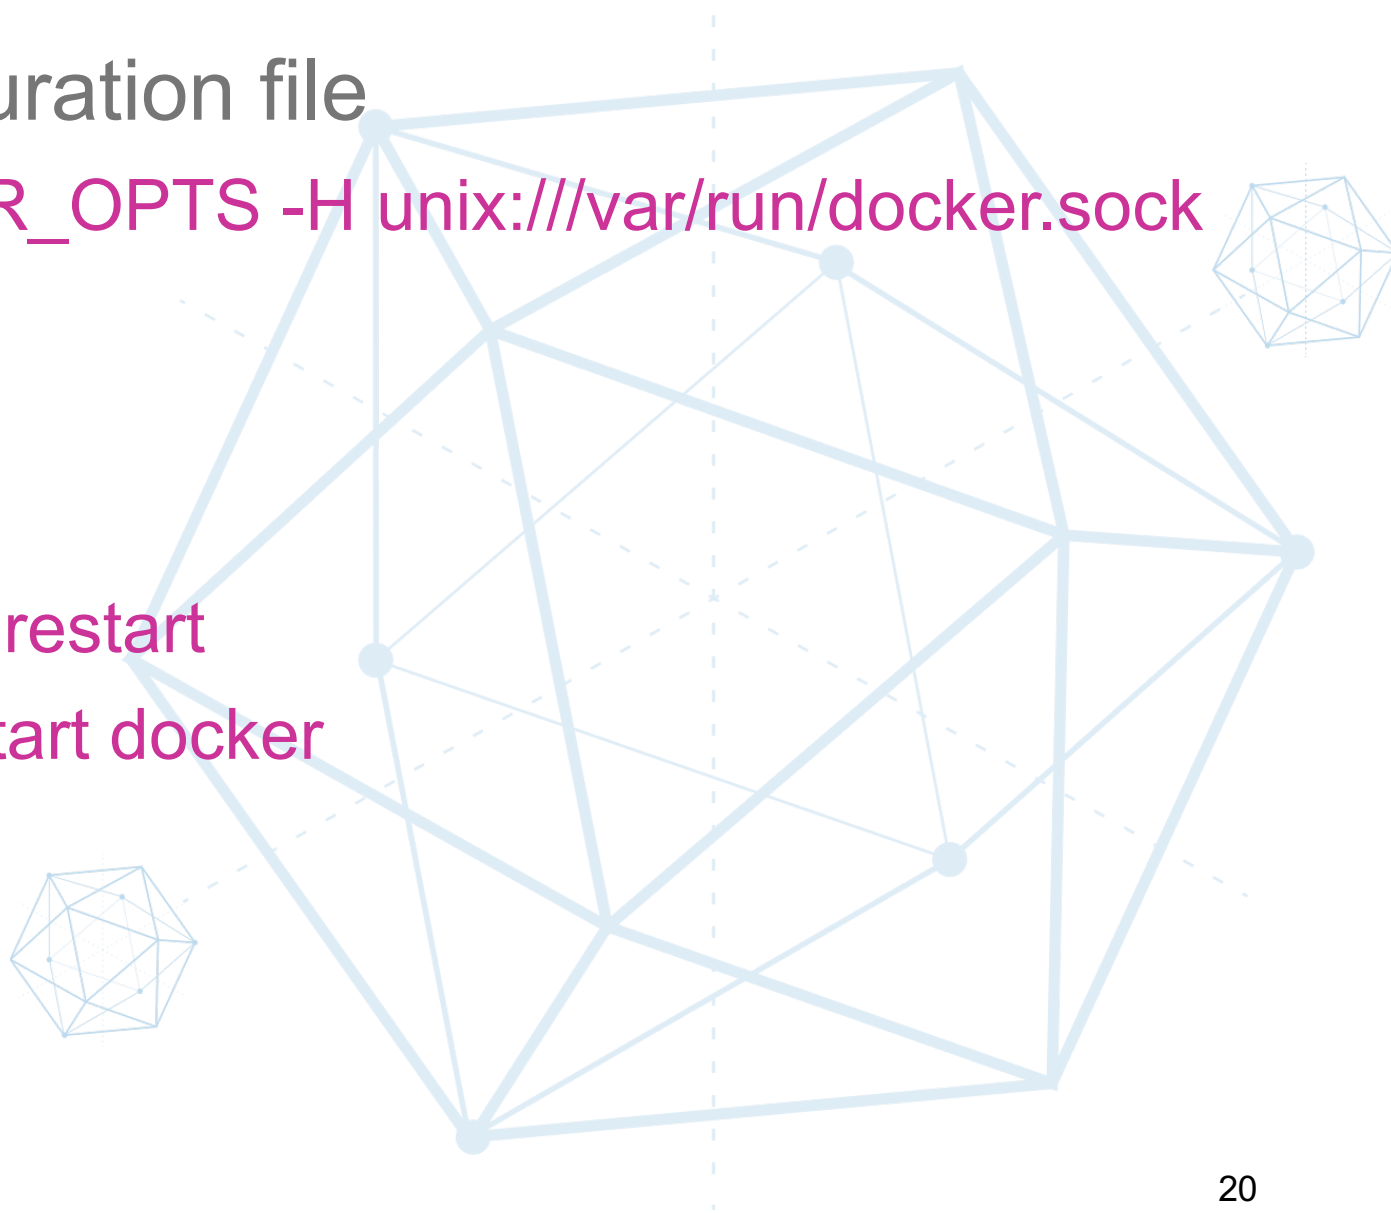 uration file
R_OPTS -H unix:///var/run/docker.sock
restart
tart docker
20